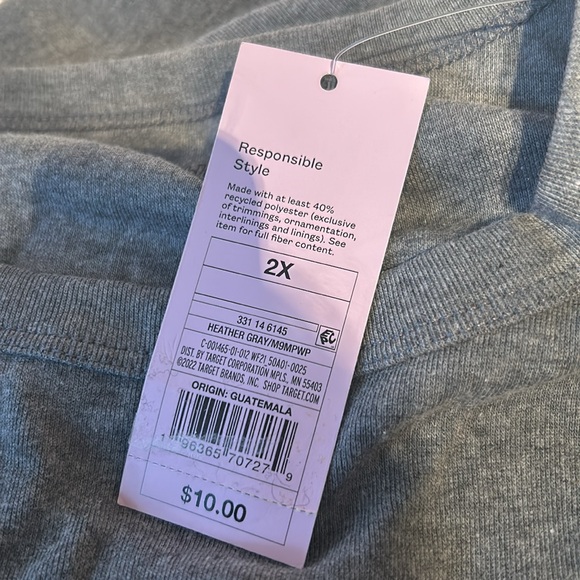 Responsible
Style
Made with at least 40%
recycled polyester (exclusive
of trimmings, ornamentation,
interlinings and linings). See
item for full fiber content.
2X
331 14 6145
HEATHER GRAY/M9MPWP
C-001465-01-012 WF21_50A01-0025
DIST. BY TARGET CORPORATION MPLS., MN 55403
©2022 TARGET BRANDS, INC. SHOP TARGET.COM
ORIGIN: GUATEMALA
1 96365 70727 9
$10.00